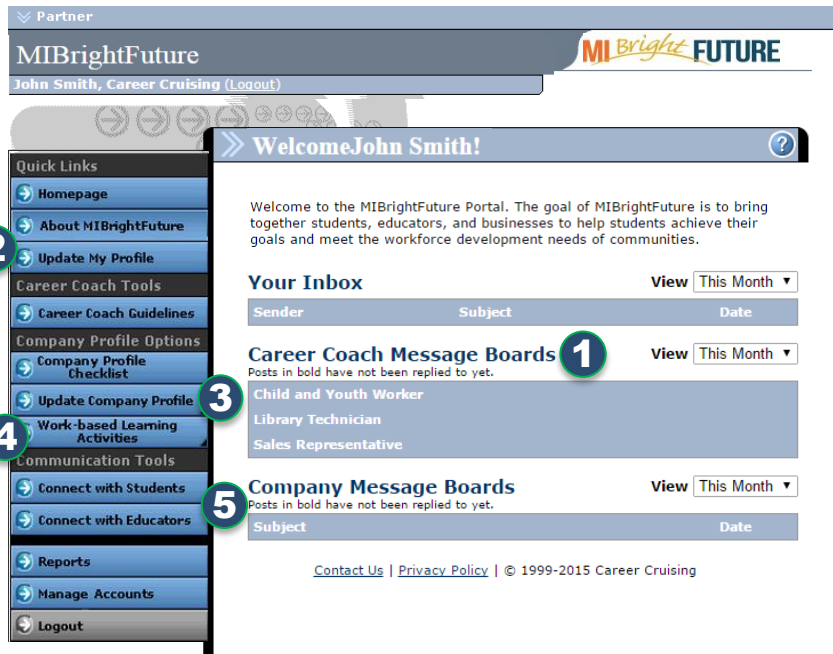 Partner
MIBrightFuture
MI Bright FUTURE
John Smith, Career Cruising (Logout)
WelcomeJohn Smith!
?
Quick Links
Homepage
About MIBrightFuture
2
Update My Profile
Career Coach Tools
Career Coach Guidelines
Company Profile Options
Company Profile
Checklist
Update Company Profile
3
4
Work-based Learning
Activities
Communication Tools
Connect with Students
5
Connect with Educators
Reports
Manage Accounts
Logout
Welcome to the MIBrightFuture Portal. The goal of MIBrightFuture is to bring
together students, educators, and businesses to help students achieve their
goals and meet the workforce development needs of communities.
Your Inbox
View This Month
Sender Subject Date
Career Coach Message Boards
1
View This Month
Posts in bold have not been replied to yet.
Child and Youth Worker
Library Technician
Sales Representative
Company Message Boards
View This Month
Posts in bold have not been replied to yet.
Subject Date
Contact Us | Privacy Policy | © 1999-2015 Career Cruising